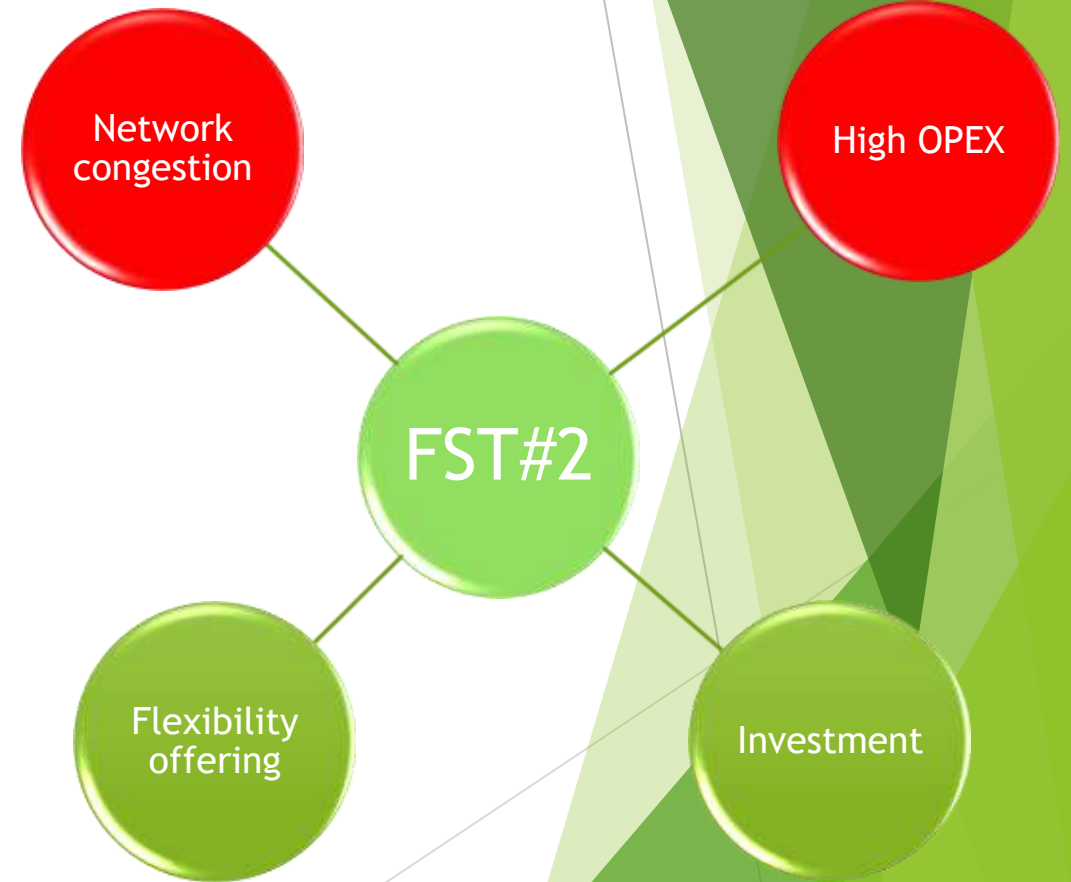 Network
congestion
High OPEX
FST#2
Flexibility
offering
Investment